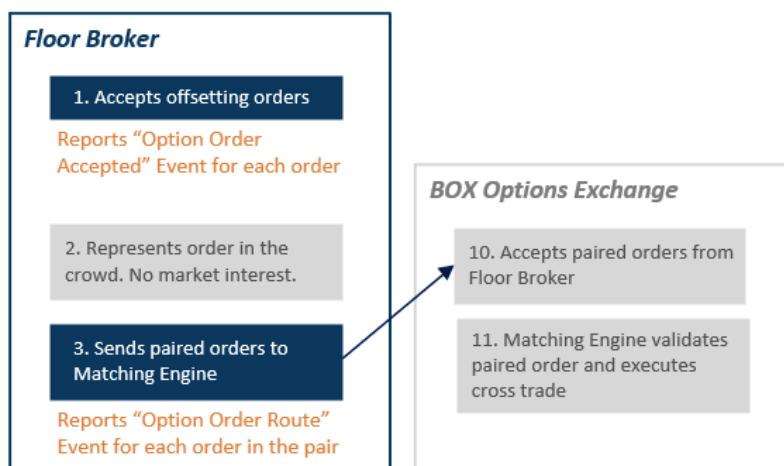 Floor Broker
1. Accepts offsetting orders
Reports “Option Order
Accepted” Event for each order
2. Represents order in the
crowd. No market interest.
3. Sends paired orders to
Matching Engine
Reports “Option Order Route”
Event for each order in the pair
BOX Options Exchange
10. Accepts paired orders from
Floor Broker
11. Matching Engine validates
paired order and executes
cross trade